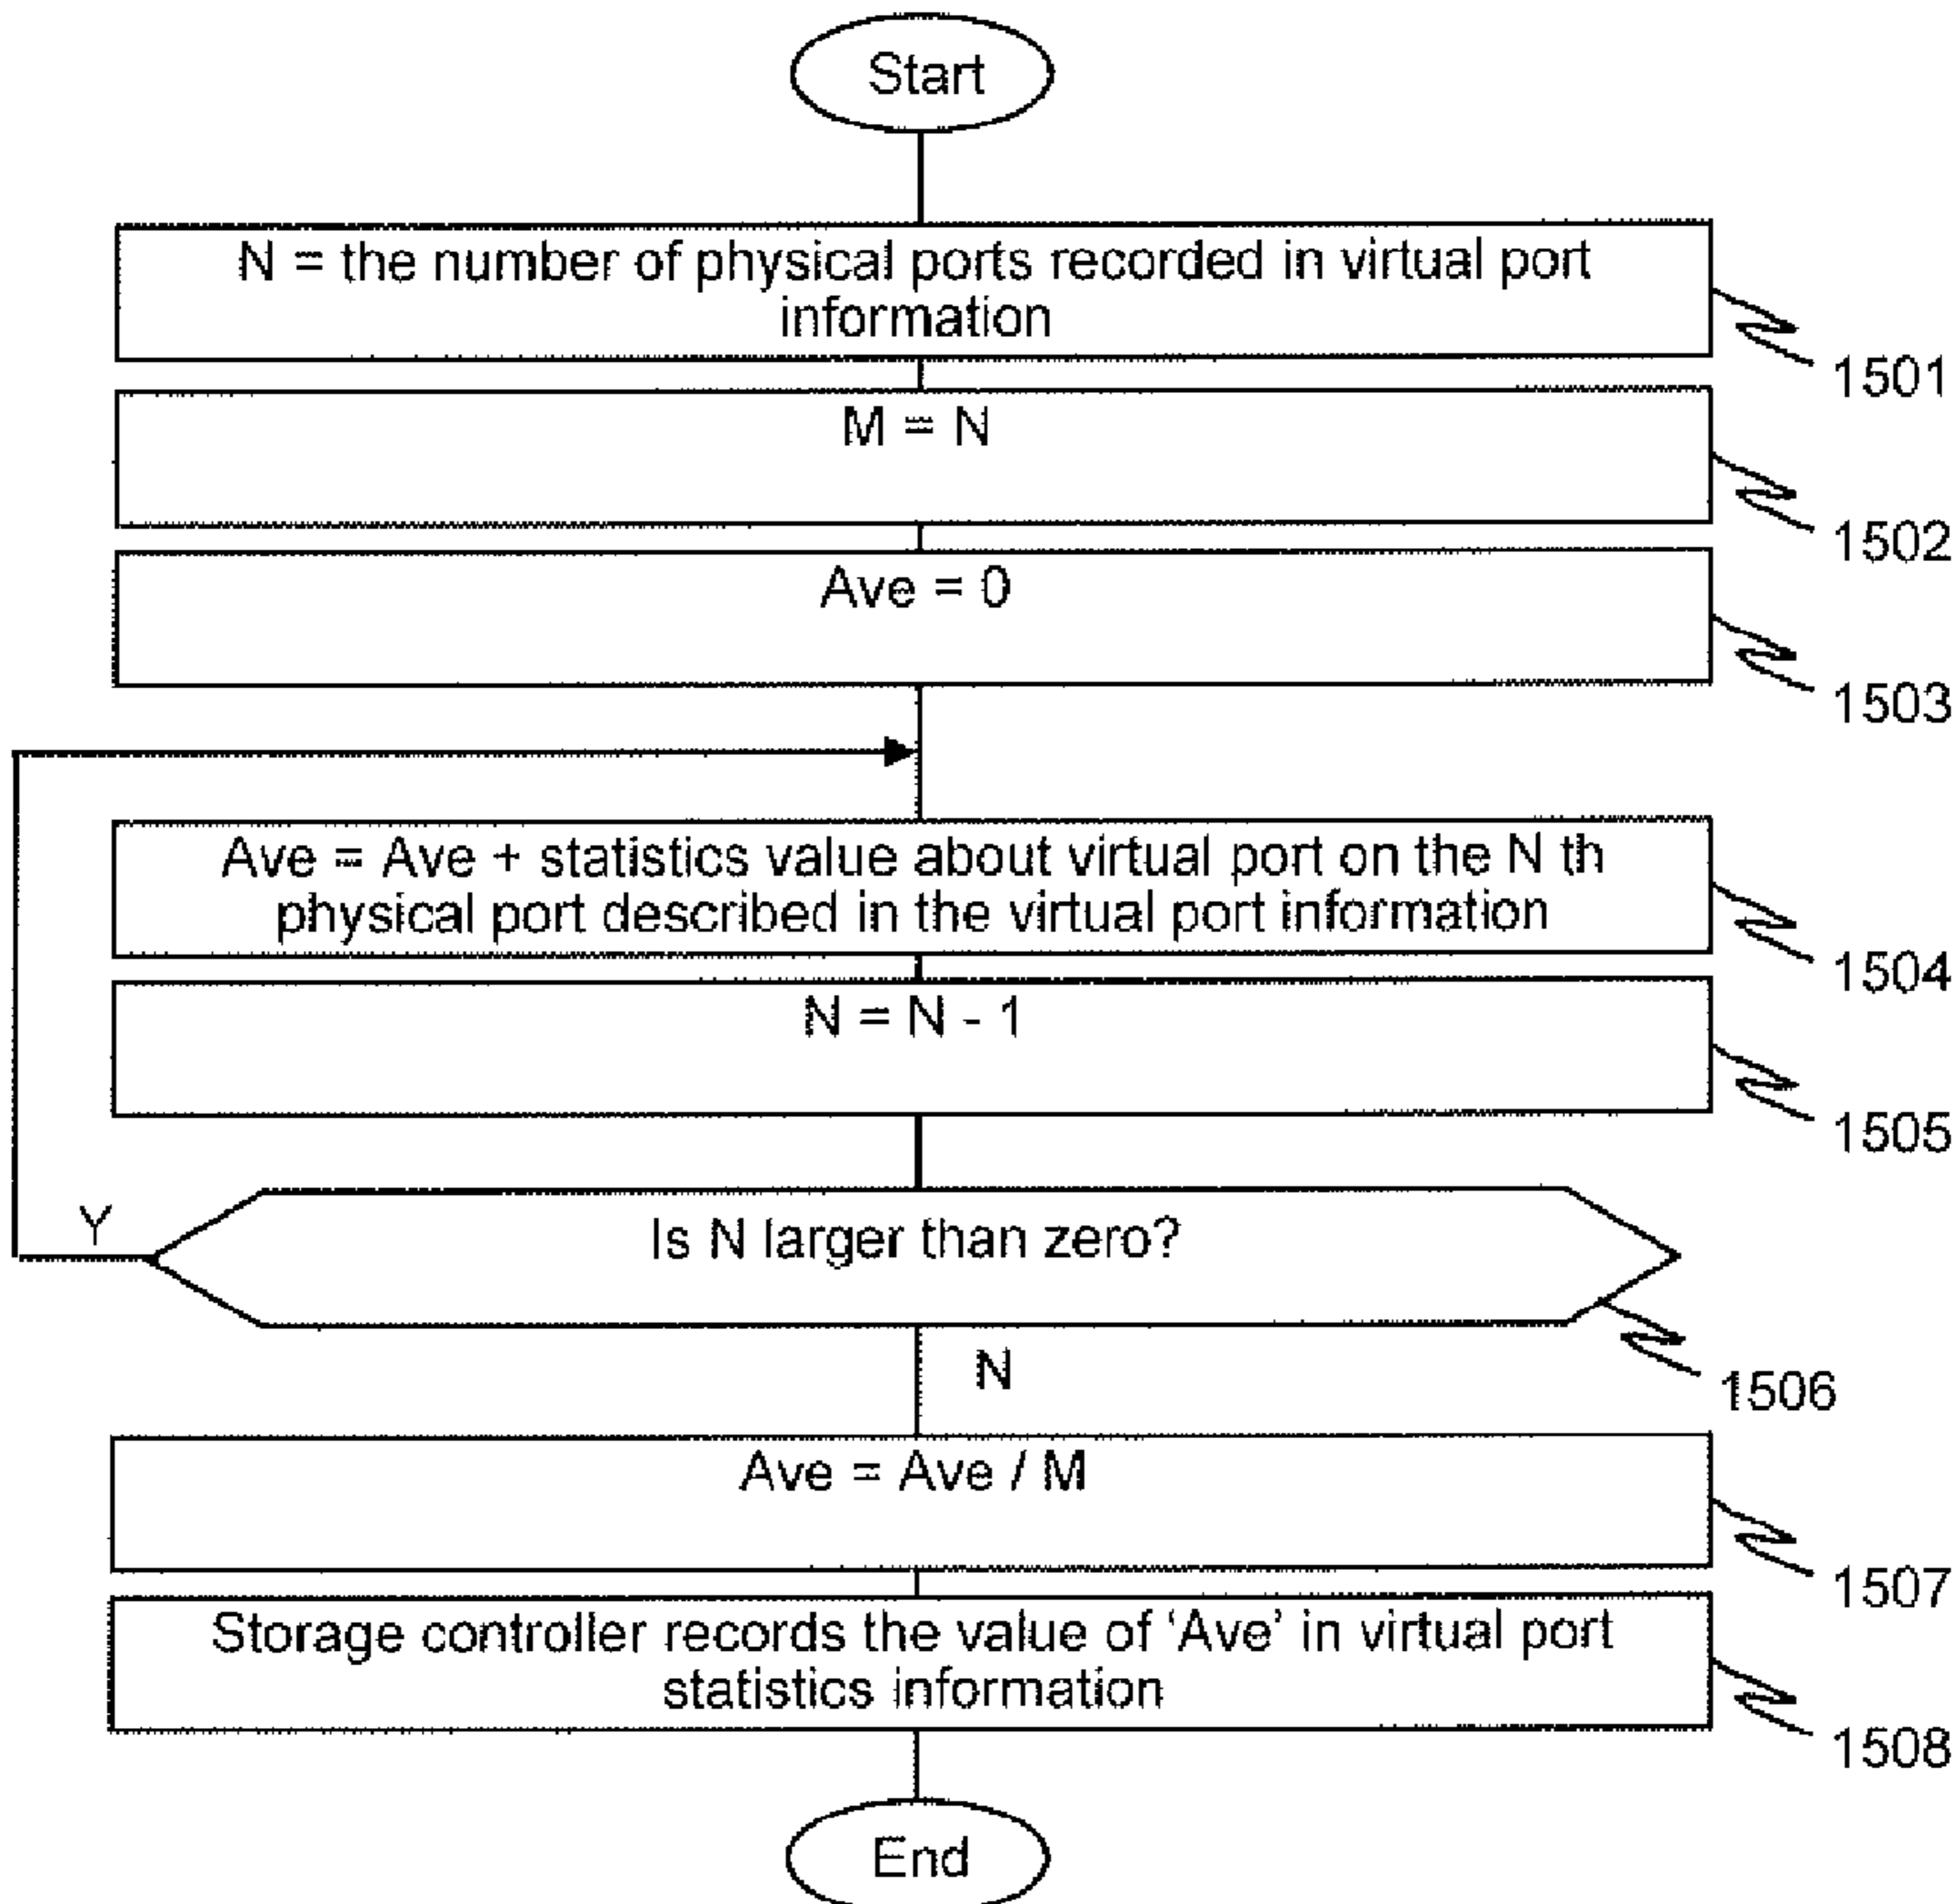 Start
N = the number of physical ports recorded in virtual port
information
1501
M = N
1502
Ave = 0
1503
Ave = Ave + statistics value about virtual port on the N th
physical port described in the virtual port information
1504
N = N - 1
1505
Y
Is N larger than zero?
N
1506
Ave = Ave / M
1507
Storage controller records the value of ‘Ave’ in virtual port
statistics information
1508
End